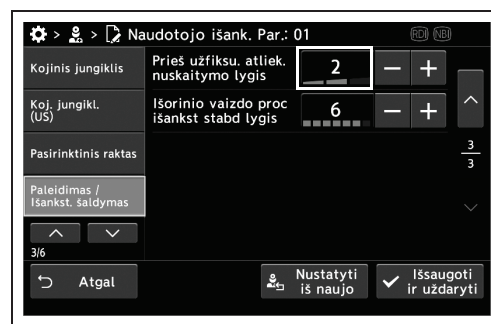 > > Naudotojo išank. Par.: 01 RDI NBI
Kojinis jungiklis
Koj. jungikl.
(US)
Pasirinktinis raktas
Paleidimas /
Išankst. šaldymas
3/6
Prieš užfiksu. atliek.
nuskaitymo lygis
2
− +
Išorinio vaizdo proc
išankst stabd lygis
6
− +
3
3
Atgal
Nustatyti
iš naujo
Išsaugoti
ir uždaryti